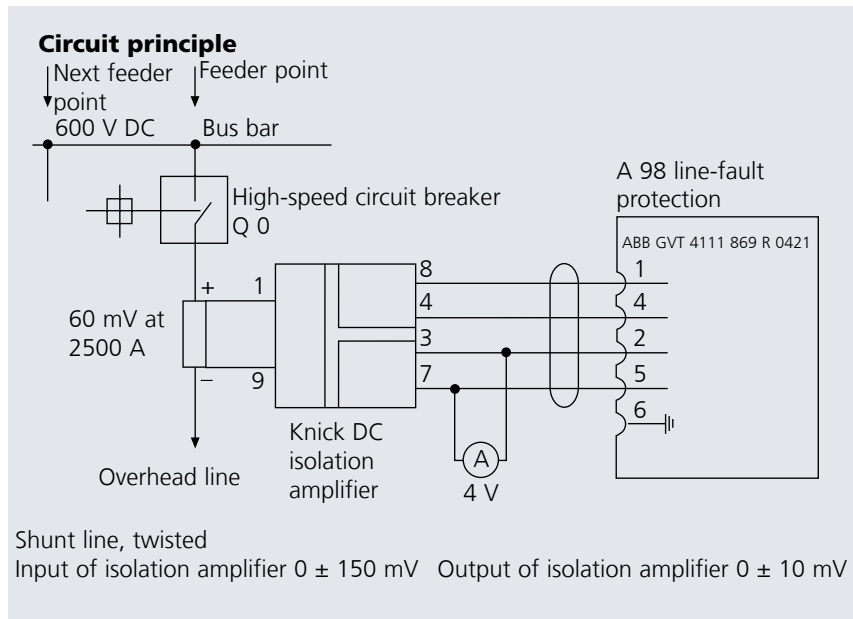 Circuit principle
Next feeder
point
Feeder point
600 V DC
Bus bar
High-speed circuit breaker
Q 0
A 98 line-fault
protection
ABB GVT 4111 869 R 0421
+
1
8
1
4
4
60 mV at
2500 A
3
2
–
9
7
5
6
Knick DC
isolation
amplifier
A
4 V
Overhead line
Shunt line, twisted
Input of isolation amplifier 0 ± 150 mV Output of isolation amplifier 0 ± 10 mV